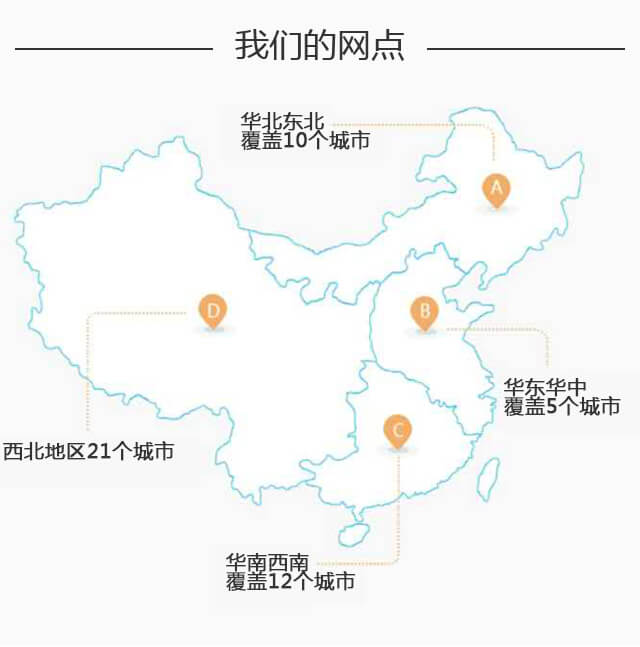 我们的网点
华北东北
覆盖10个城市
A
D
B
华东华中
覆盖5个城市
C
西北地区21个城市
华南西南
覆盖12个城市